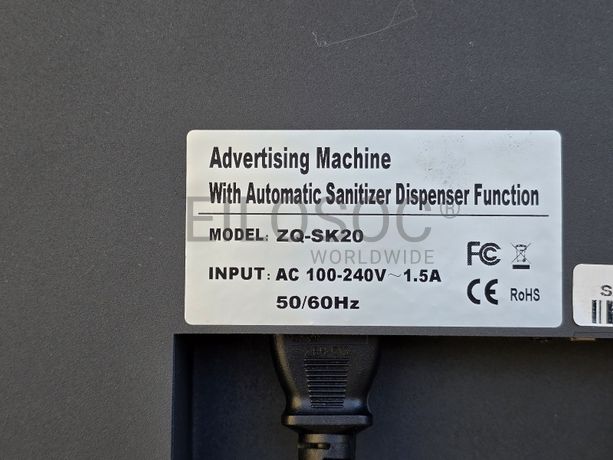 Advertising Machine
With Automatic Sanitizer Dispenser Function
EILOSOC®
MODEL: ZQ-SK20
WORLDWIDE
INPUT: AC 100-240V~1.5A
50/60Hz
FC
CE RoHS
S